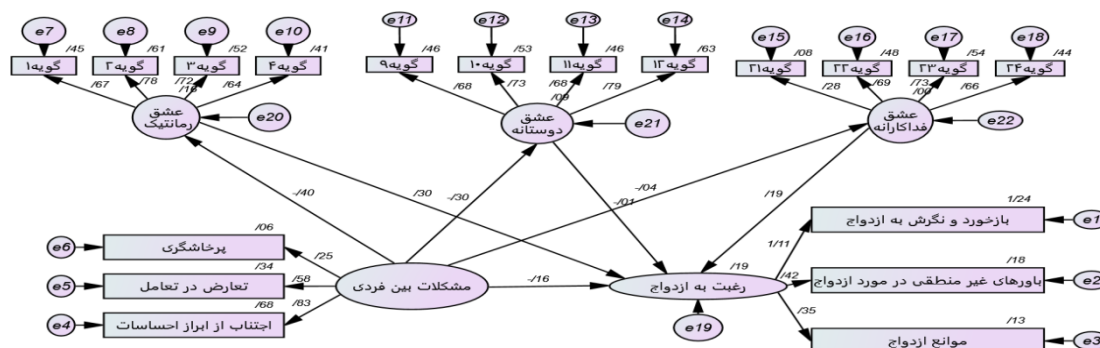 e7 e8 e9 e10 e11 e12 e13 e14 e15 e16 e17 e18
/45 /61 /52 /41 /46 /53 /46 /63 /08 /48 /54 /44
گویه۱ گویه۲ گویه۳ گویه۴ گویه۹ گویه۱۰ گویه۱۱ گویه۱۲ گویه۲۱ گویه۲۲ گویه۲۳ گویه۲۴
/67 /78 /72 /64 /68 /73 /68 /79 /28 /69 /73 /66
/16 /09 /00
عشق
رمانتیک
e20
عشق
دوستانه
e21
عشق
فداکارانه
e22
-/40 /30 -/30 -/01 -/04 /19
/06
پرخاشگری
e6
/25
/34
تعارض در تعامل
e5
/58
/68
اجتناب از ابراز احساسات
e4
/83
مشکلات بین فردی
-/16
/19
رغبت به ازدواج
e19
1/11
1/24
بازخورد و نگرش به ازدواج
e1
/42
/18
باورهای غیر منطقی در مورد ازدواج
e2
/35
/13
موانع ازدواج
e3